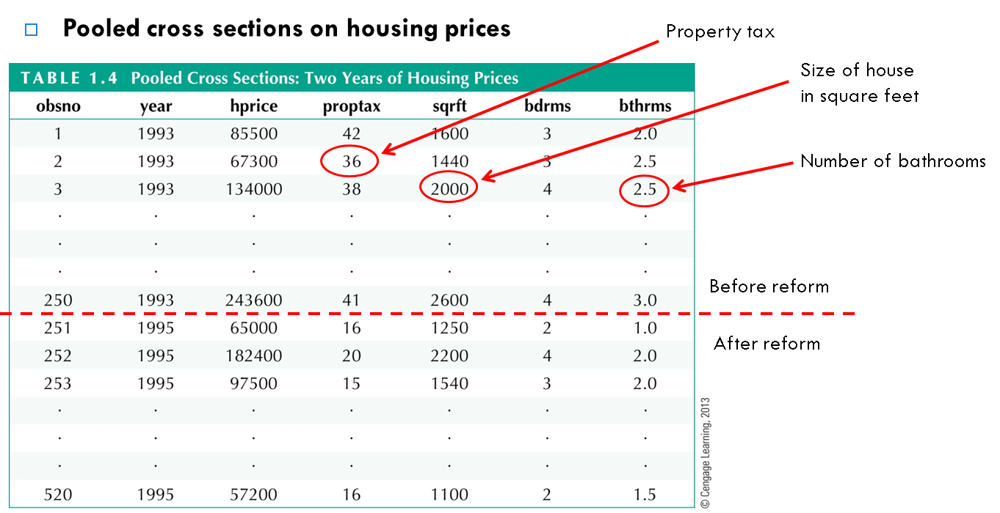 Pooled cross sections on housing prices
Property tax
Size of house
in square feet
Number of bathrooms
TABLE 1.4 Pooled Cross Sections: Two Years of Housing Prices
obsno year hprice proptax sqrft bdrms bthrms
1 1993 85500 42 1600 3 2.0
2 1993 67300 36 1440 3 2.5
3 1993 134000 38 2000 4 2.5
. . . . . . .
. . . . . . .
. . . . . . .
250 1993 243600 41 2600 4 3.0
Before reform
251 1995 65000 16 1250 2 1.0
After reform
252 1995 182400 20 2200 4 2.0
253 1995 97500 15 1540 3 2.0
. . . . . . .
. . . . . . .
. . . . . . .
520 1995 57200 16 1100 2 1.5
© Cengage Learning, 2013